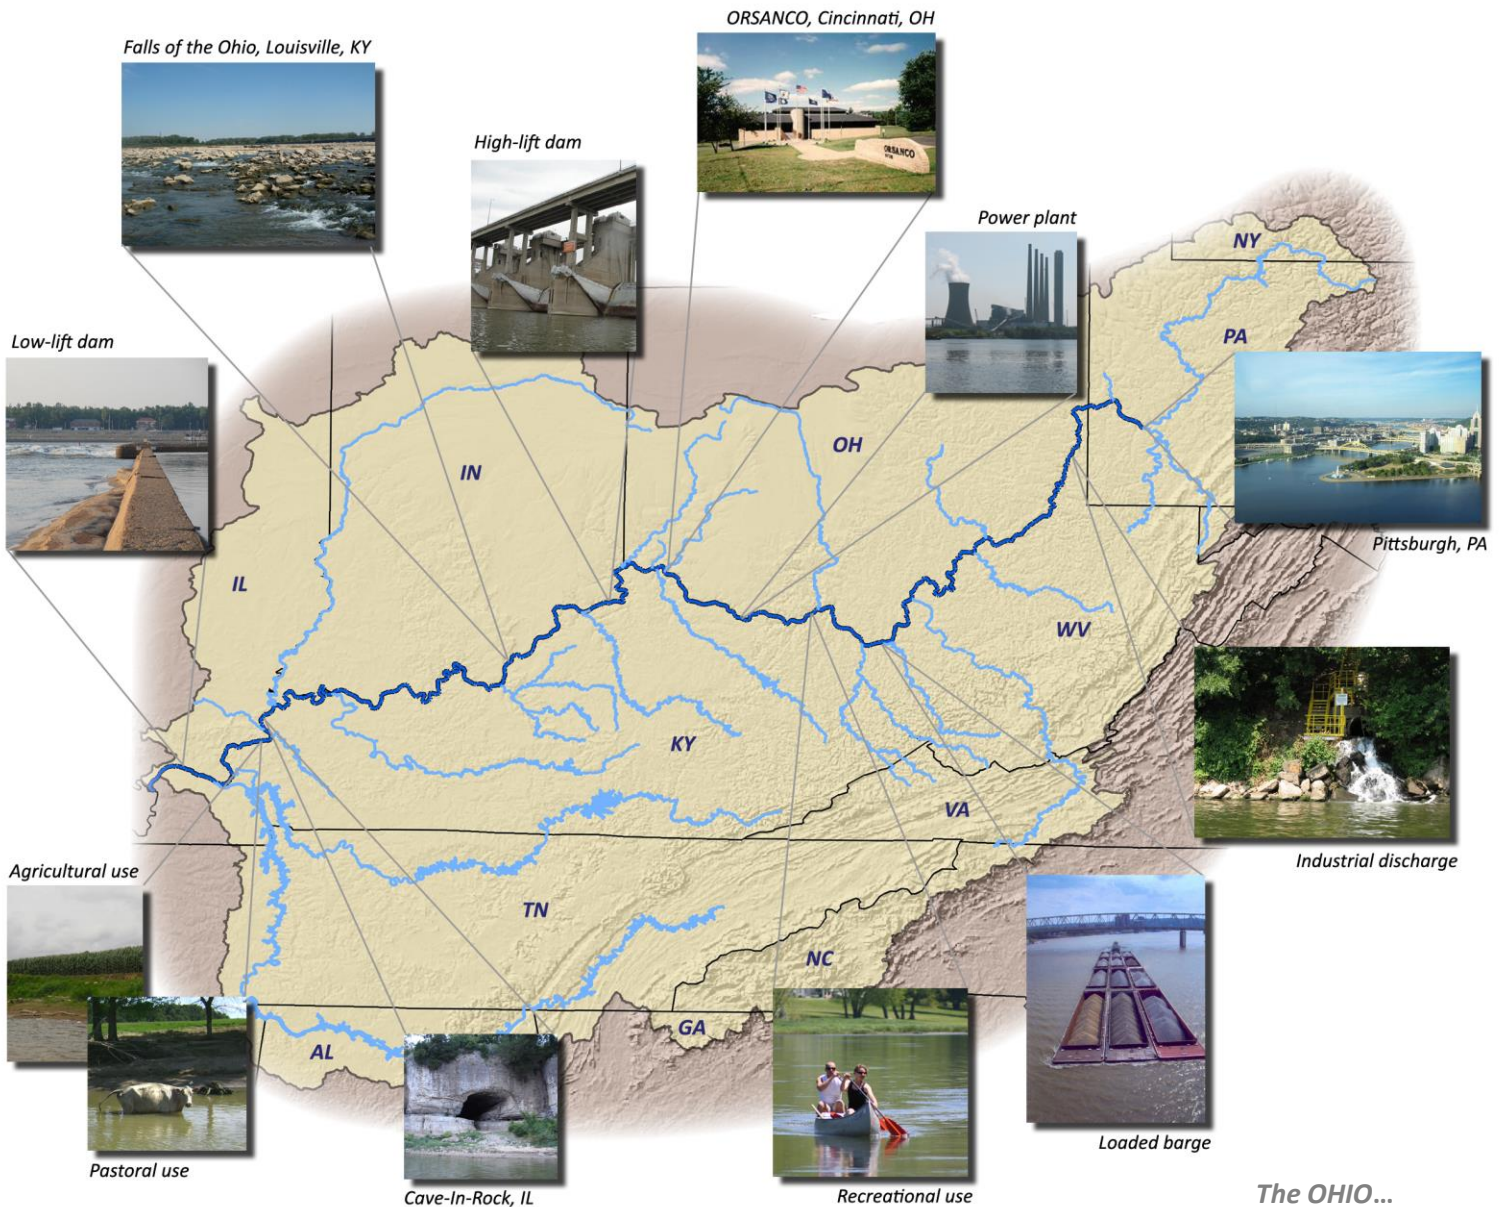 ORSANCO, Cincinnati, OH
Falls of the Ohio, Louisville, KY
High-lift dam
ORSANCO
Power plant
NY
Low-lift dam
PA
OH
IN
Pittsburgh, PA
IL
WV
KY
VA
Industrial discharge
Agricultural use
TN
NC
GA
AL
Loaded barge
Pastoral use
Cave-In-Rock, IL
Recreational use
The OHIO...